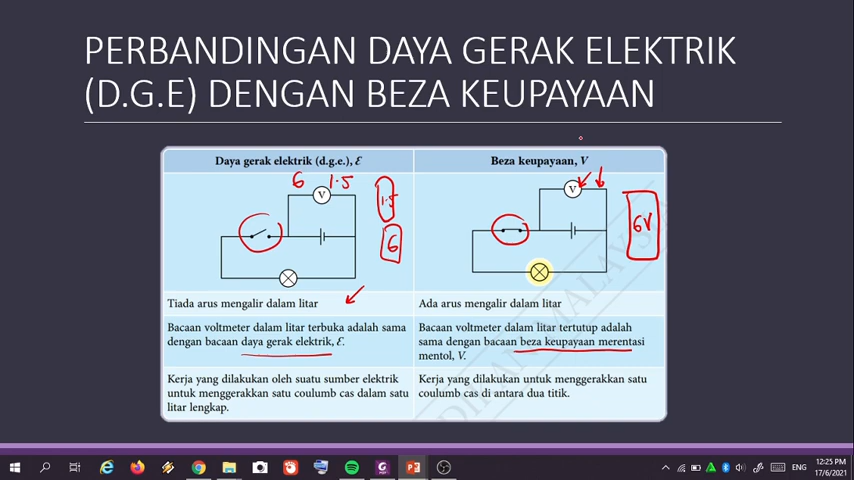 PERBANDINGAN DAYA GERAK ELEKTRIK
(D.G.E) DENGAN BEZA KEUPAYAAN
Daya gerak elektrik (d.g.e.), ℰ
Beza keupayaan, V
6 1.5
V
1.5
6
V
6V
Tiada arus mengalir dalam litar
Ada arus mengalir dalam litar
Bacaan voltmeter dalam litar terbuka adalah sama
dengan bacaan daya gerak elektrik, ℰ.
Bacaan voltmeter dalam litar tertutup adalah
sama dengan bacaan beza keupayaan merentasi
mentol, V.
Kerja yang dilakukan oleh suatu sumber elektrik
untuk menggerakkan satu coulumb cas dalam satu
litar lengkap.
Kerja yang dilakukan untuk menggerakkan satu
coulumb cas di antara dua titik.
ENG
12:25 PM
17/6/2021